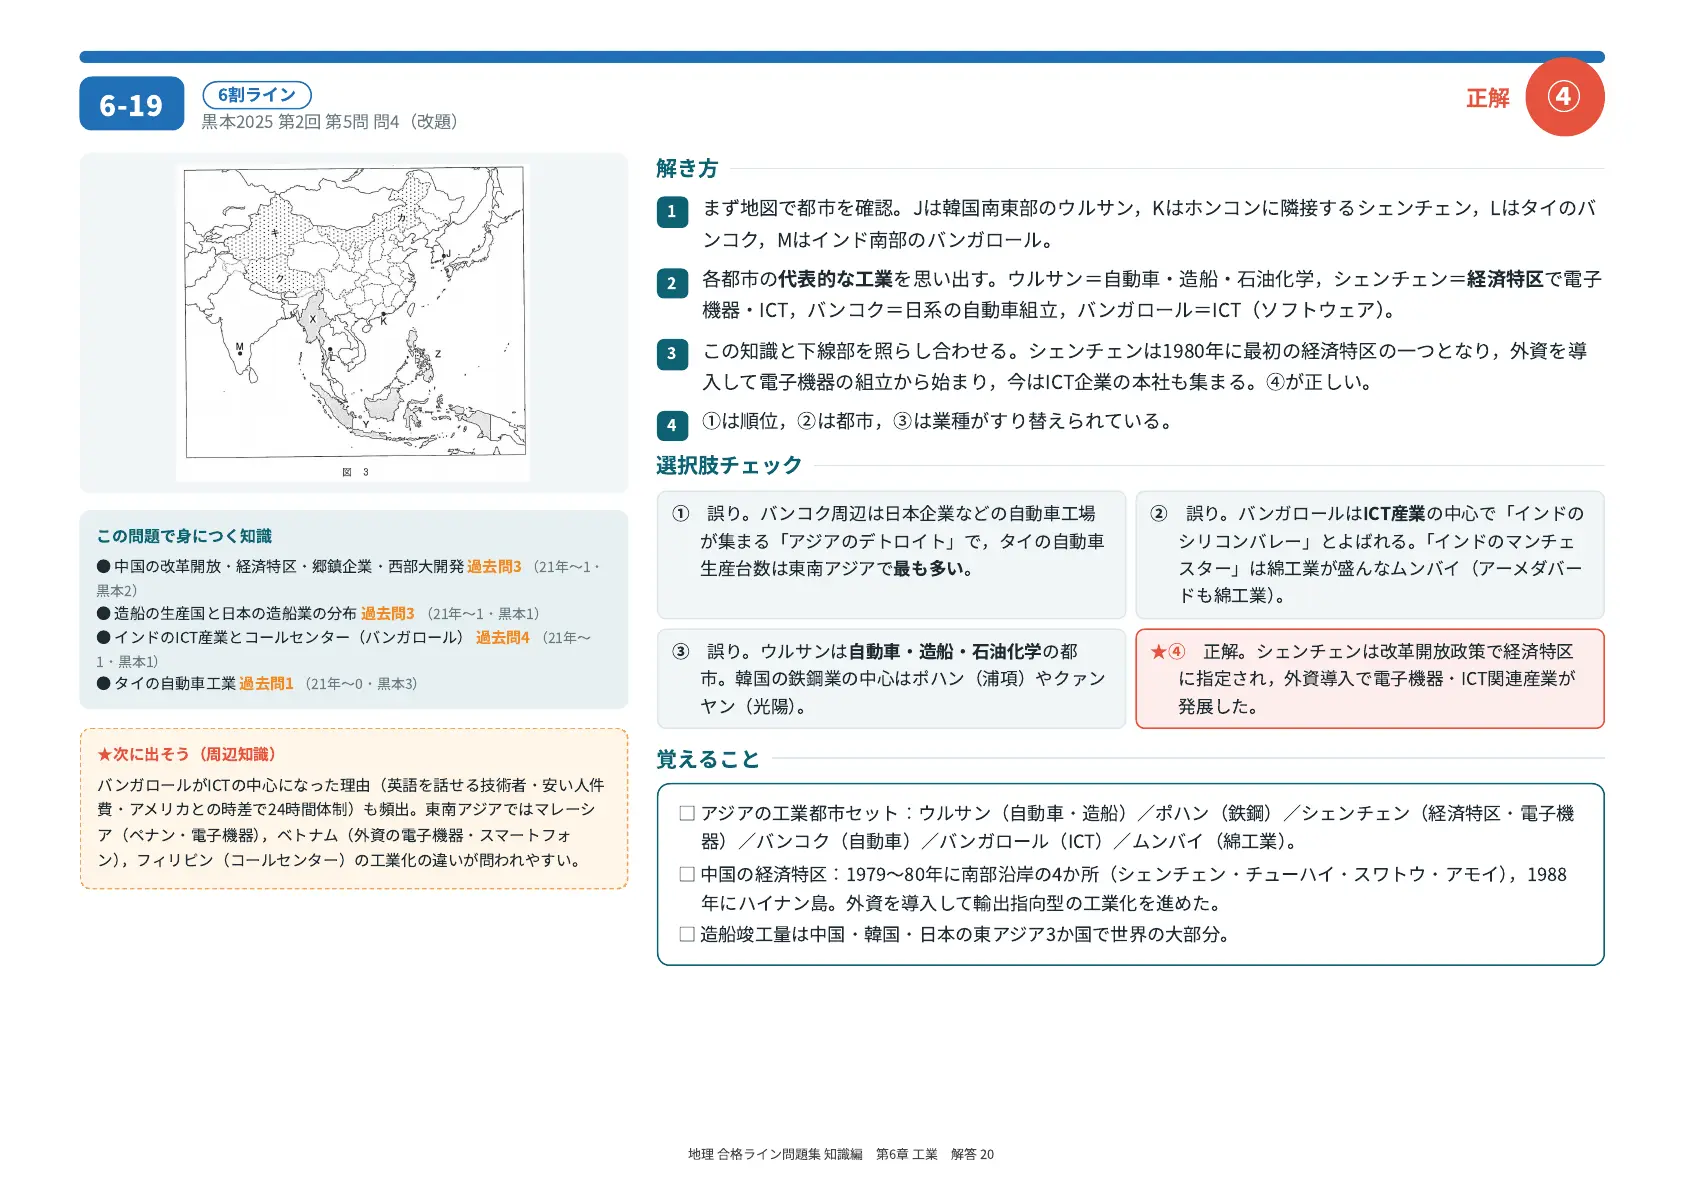 6-19
6割ライン
黒本2025 第2回 第5問 問4（改題）
正解 ④
カ
キ
ク
J
X
K
M
L
Z
Y
図 3
この問題で身につく知識
●中国の改革開放・経済特区・郷鎮企業・西部大開発 過去問3 （21年〜1・
黒本2）
●造船の生産国と日本の造船業の分布 過去問3 （21年〜1・黒本1）
●インドのICT産業とコールセンター（バンガロール） 過去問4 （21年〜
1・黒本1）
●タイの自動車工業 過去問1 （21年〜0・黒本3）
★次に出そう（周辺知識）
バンガロールがICTの中心になった理由（英語を話せる技術者・安い人件
費・アメリカとの時差で24時間体制）も頻出。東南アジアではマレーシ
ア（ペナン・電子機器），ベトナム（外資の電子機器・スマートフォ
ン），フィリピン（コールセンター）の工業化の違いが問われやすい。
解き方
1 まず地図で都市を確認。Jは韓国南東部のウルサン，Kはホンコンに隣接するシェンチェン，Lはタイのバ
ンコク，Mはインド南部のバンガロール。
2 各都市の代表的な工業を思い出す。ウルサン＝自動車・造船・石油化学，シェンチェン＝経済特区で電子
機器・ICT，バンコク＝日系の自動車組立，バンガロール＝ICT（ソフトウェア）。
3 この知識と下線部を照らし合わせる。シェンチェンは1980年に最初の経済特区の一つとなり，外資を導
入して電子機器の組立から始まり，今はICT企業の本社も集まる。④が正しい。
4 ①は順位，②は都市，③は業種がすり替えられている。
選択肢チェック
① 誤り。バンコク周辺は日本企業などの自動車工場
が集まる「アジアのデトロイト」で，タイの自動車
生産台数は東南アジアで最も多い。
② 誤り。バンガロールはICT産業の中心で「インドの
シリコンバレー」とよばれる。「インドのマンチェ
スター」は綿工業が盛んなムンバイ（アーメダバー
ドも綿工業）。
③ 誤り。ウルサンは自動車・造船・石油化学の都
市。韓国の鉄鋼業の中心はポハン（浦項）やクァン
ヤン（光陽）。
★④ 正解。シェンチェンは改革開放政策で経済特区
に指定され，外資導入で電子機器・ICT関連産業が
発展した。
覚えること
□ アジアの工業都市セット：ウルサン（自動車・造船）／ポハン（鉄鋼）／シェンチェン（経済特区・電子機
器）／バンコク（自動車）／バンガロール（ICT）／ムンバイ（綿工業）。
□ 中国の経済特区：1979〜80年に南部沿岸の4か所（シェンチェン・チューハイ・スワトウ・アモイ），1988
年にハイナン島。外資を導入して輸出指向型の工業化を進めた。
□ 造船竣工量は中国・韓国・日本の東アジア3か国で世界の大部分。
地理 合格ライン問題集 知識編 第6章 工業 解答 20